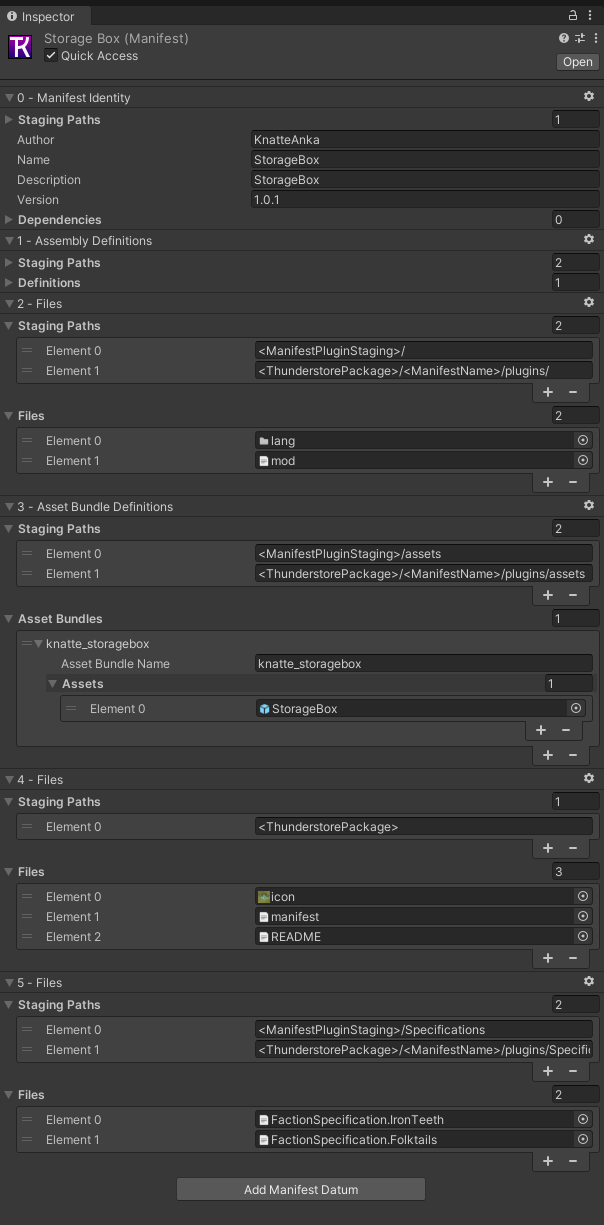 Inspector
TK
Storage Box (Manifest)
Quick Access
Open
0 - Manifest Identity
Staging Paths 1
Author KnatteAnka
Name StorageBox
Description StorageBox
Version 1.0.1
Dependencies 0
1 - Assembly Definitions
Staging Paths 2
Definitions 1
2 - Files
Staging Paths 2
Element 0 <ManifestPluginStaging>/
Element 1 <ThunderstorePackage>/<ManifestName>/plugins/
+ −
Files 2
Element 0 lang
Element 1 mod
+ −
3 - Asset Bundle Definitions
Staging Paths 2
Element 0 <ManifestPluginStaging>/assets
Element 1 <ThunderstorePackage>/<ManifestName>/plugins/assets
+ −
Asset Bundles 1
knatte_storagebox
Asset Bundle Name knatte_storagebox
Assets 1
Element 0 StorageBox
+ −
+ −
4 - Files
Staging Paths 1
Element 0 <ThunderstorePackage>
+ −
Files 3
Element 0 icon
Element 1 manifest
Element 2 README
+ −
5 - Files
Staging Paths 2
Element 0 <ManifestPluginStaging>/Specifications
Element 1 <ThunderstorePackage>/<ManifestName>/plugins/Specifi
+ −
Files 2
Element 0 FactionSpecification.IronTeeth
Element 1 FactionSpecification.Folktails
+ −
Add Manifest Datum